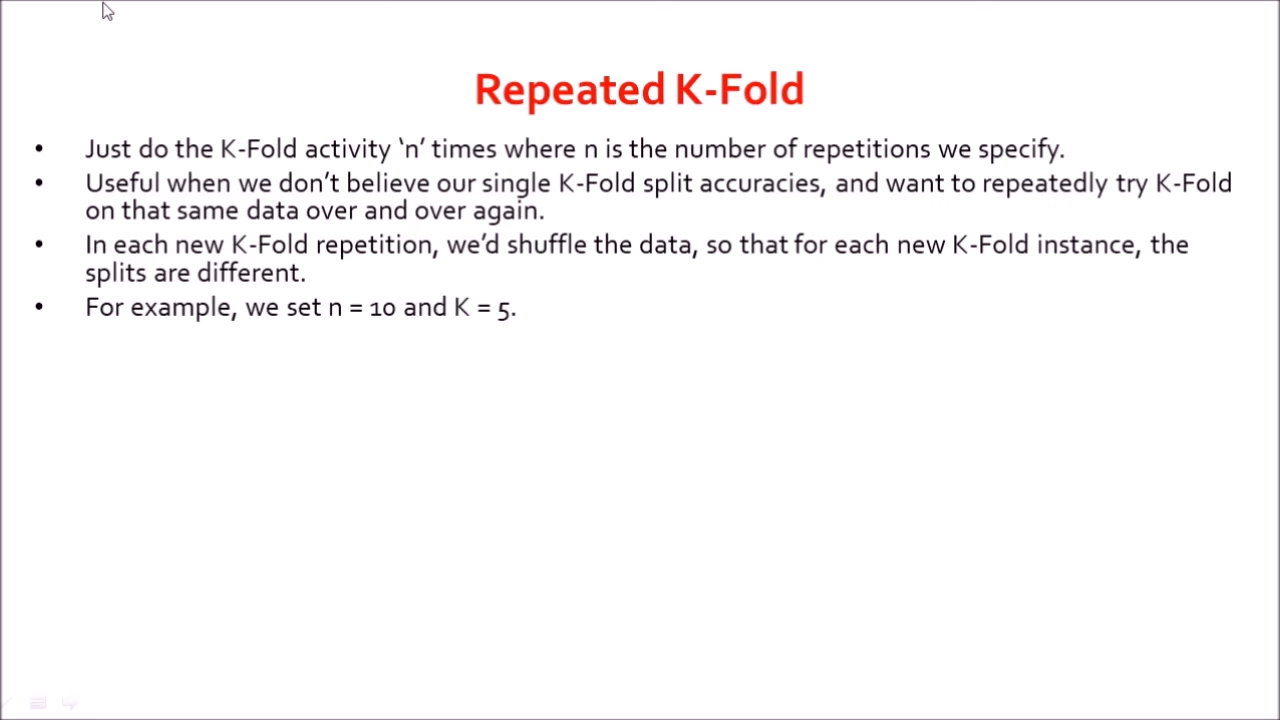 Repeated K-Fold
• Just do the K-Fold activity ‘n’ times where n is the number of repetitions we specify.
• Useful when we don’t believe our single K-Fold split accuracies, and want to repeatedly try K-Fold
on that same data over and over again.
• In each new K-Fold repetition, we’d shuffle the data, so that for each new K-Fold instance, the
splits are different.
• For example, we set n = 10 and K = 5.